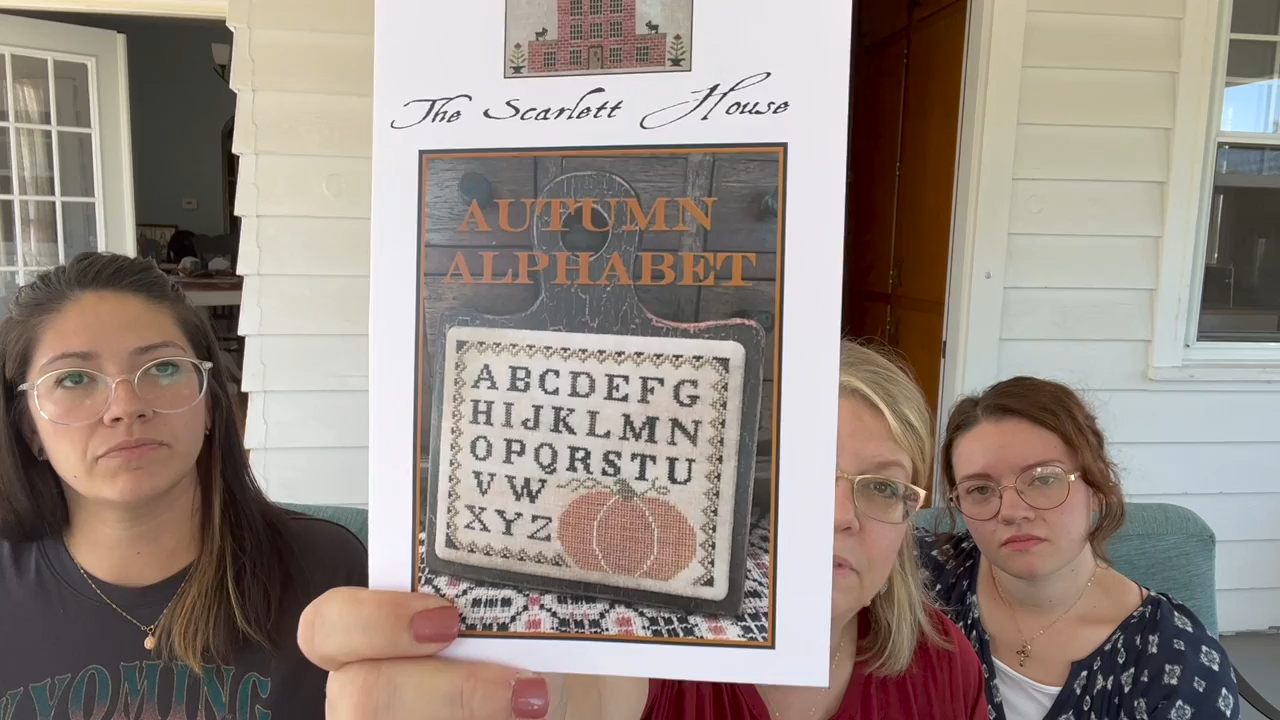 The Scarlett House
AUTUMN
ALPHABET
ABCDEFG
HIJKLMN
OPQRSTU
VW
XYZ
WYOMING